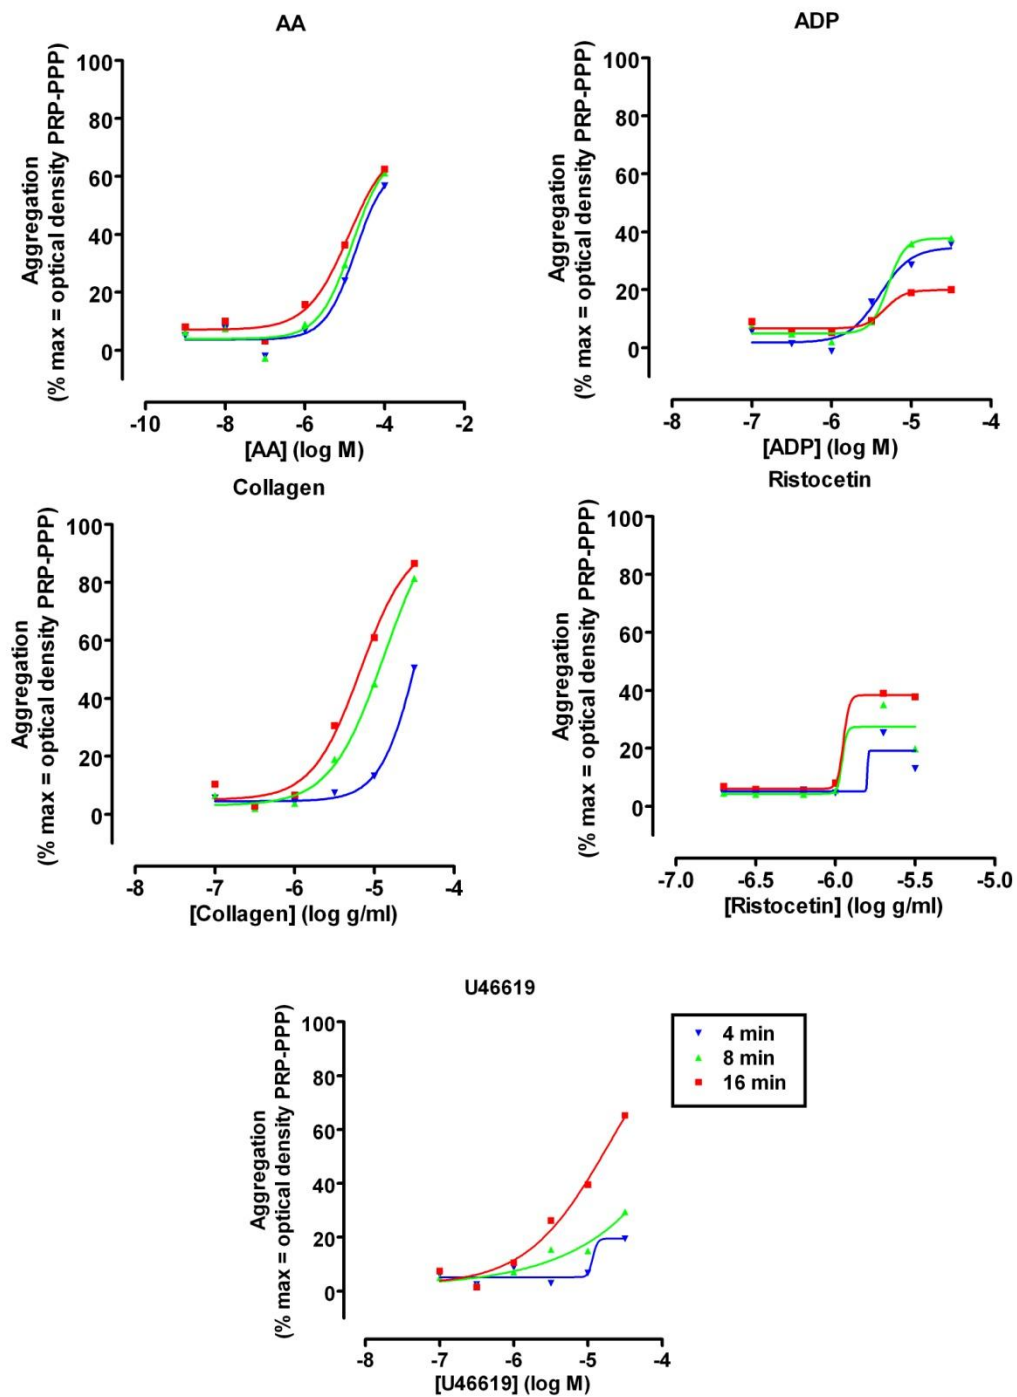 AA
Aggregation
(% max = optical density PRP-PPP)
100
80
60
40
20
0
-10
-8
-6
-4
-2
[AA] (log M)
ADP
Aggregation
(% max = optical density PRP-PPP)
100
80
60
40
20
0
-8
-7
-6
-5
-4
[ADP] (log M)
Collagen
Aggregation
(% max = optical density PRP-PPP)
100
80
60
40
20
0
-8
-7
-6
-5
-4
[Collagen] (log g/ml)
Ristocetin
Aggregation
(% max = optical density PRP-PPP)
100
80
60
40
20
0
-7.0
-6.5
-6.0
-5.5
-5.0
[Ristocetin] (log g/ml)
U46619
Aggregation
(% max = optical density PRP-PPP)
100
80
60
40
20
0
-8
-7
-6
-5
-4
[U46619] (log M)
4 min
8 min
16 min